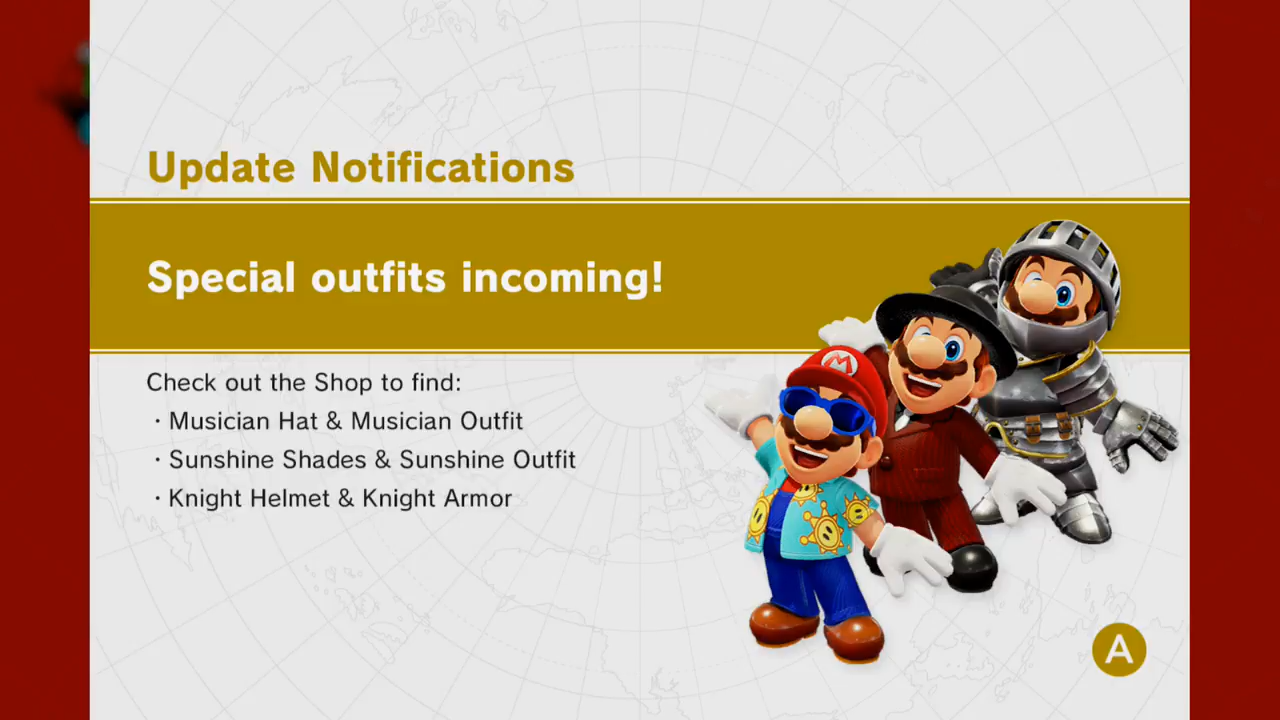 Update Notifications
Special outfits incoming!
Check out the Shop to find:
・Musician Hat & Musician Outfit
・Sunshine Shades & Sunshine Outfit
・Knight Helmet & Knight Armor
M
A